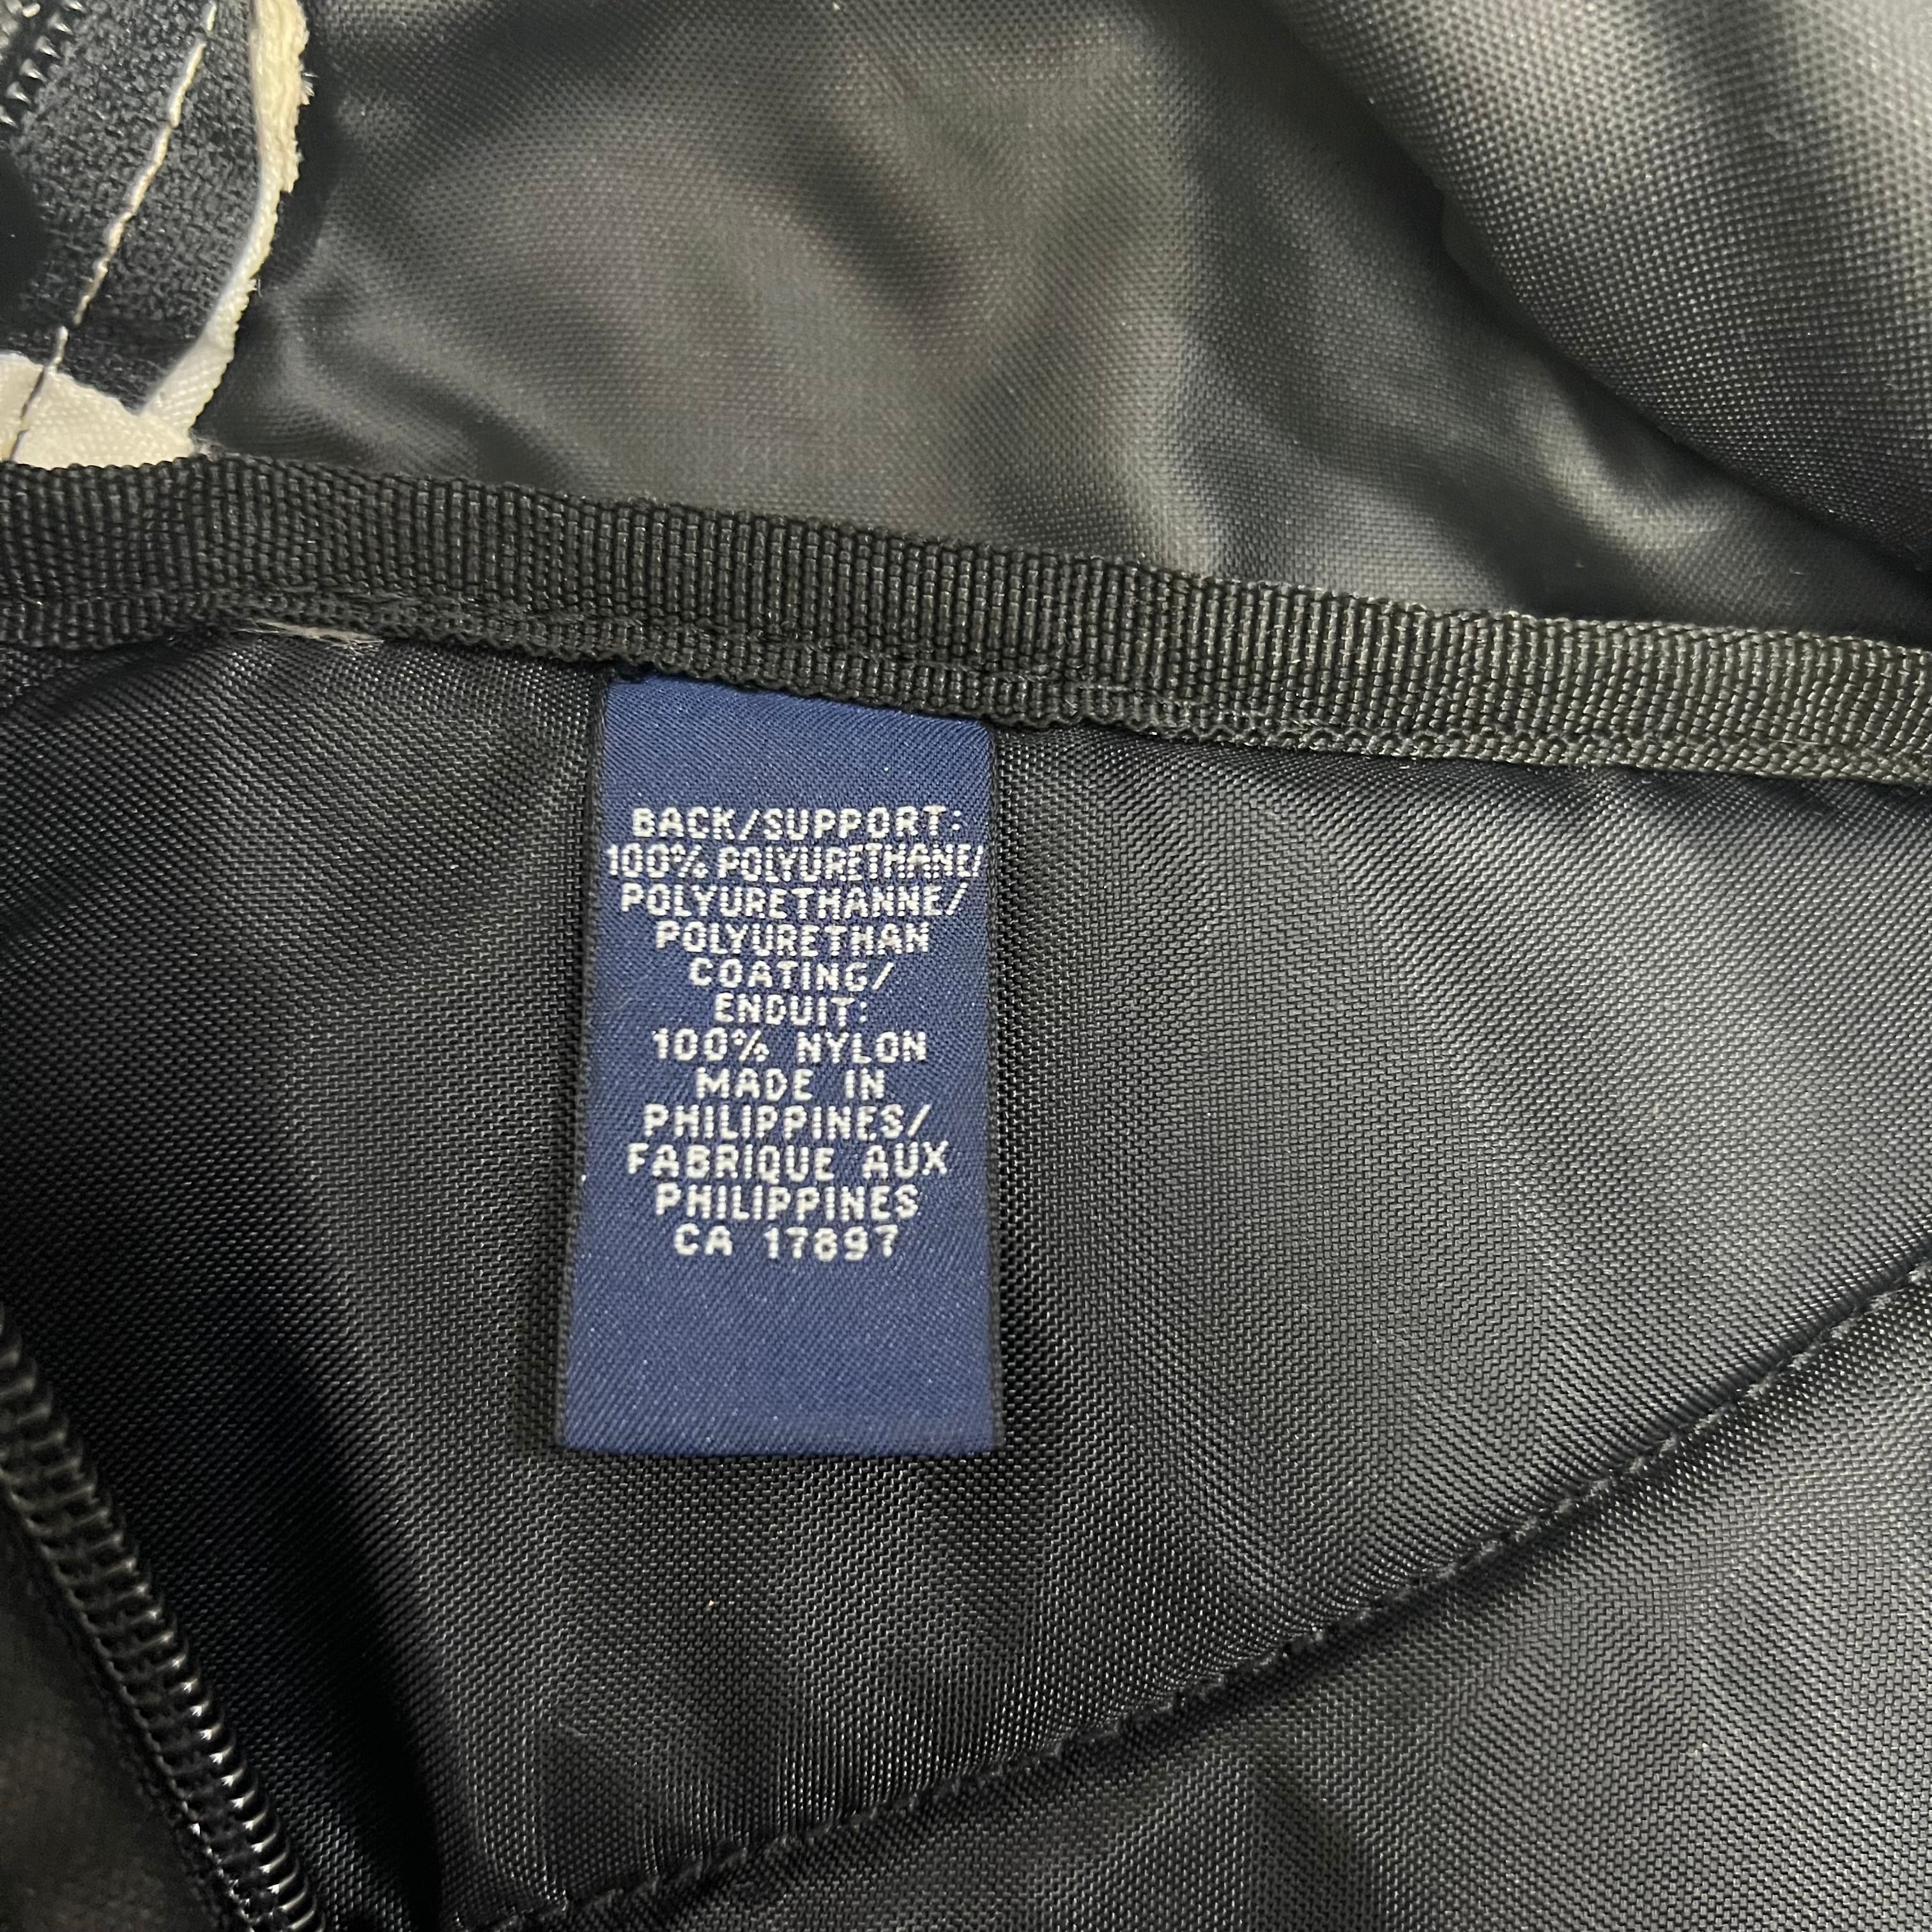 BACK/SUPPORT:
100% POLYURETHANE/
POLYURETHANNE/
POLYURETHAN
COATING/
ENDUIT:
100% NYLON
MADE IN
PHILIPPINES/
FABRIQUE AUX
PHILIPPINES
CA 17897